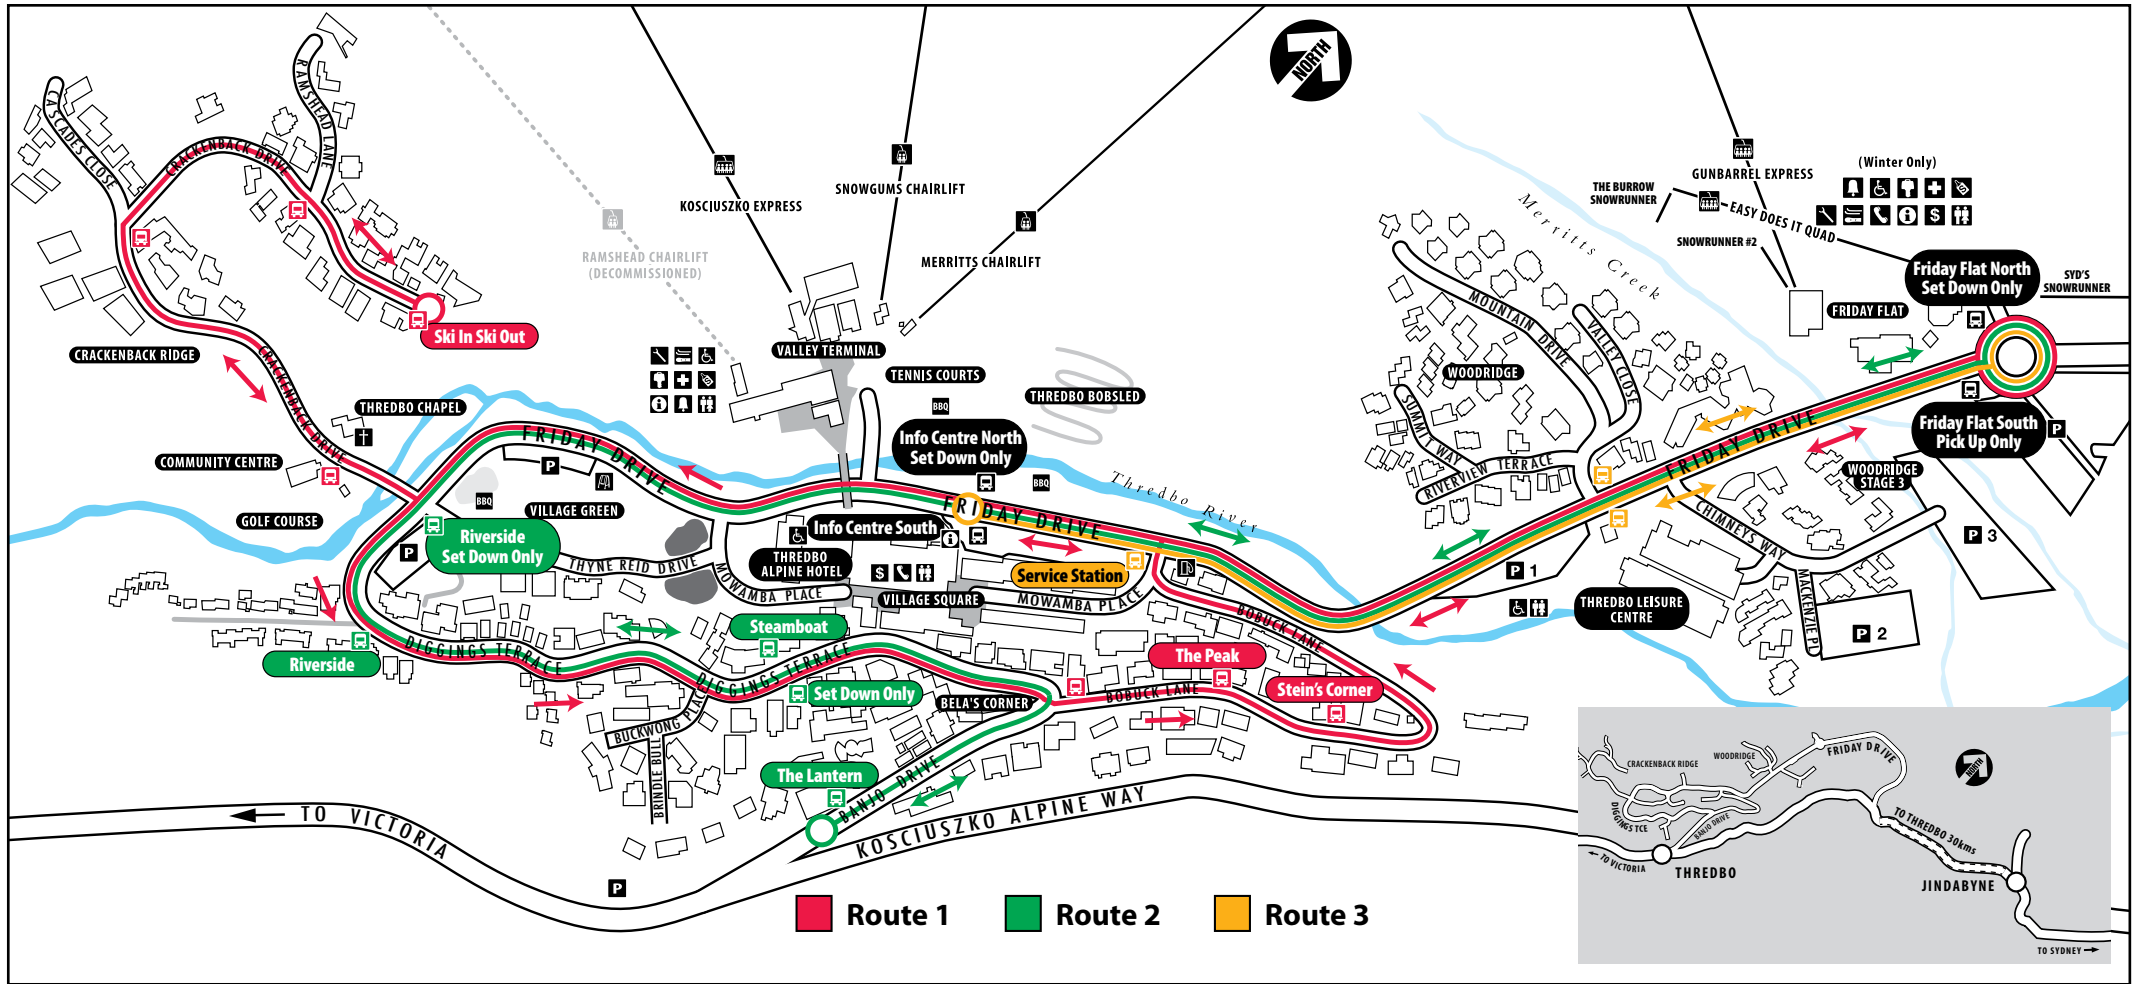 NORTH
RAMSHEAD LANE
CASCADES CLOSE
CRACKENBACK DRIVE
KOSCIUSZKO EXPRESS
SNOWGUMS CHAIRLIFT
MERRITTS CHAIRLIFT
RAMSHEAD CHAIRLIFT
(DECOMMISSIONED)
(Winter Only)
GUNBARREL EXPRESS
THE BURROW
SNOWRUNNER
EASY DOES IT QUAD
SNOWRUNNER #2
Merritts Creek
Friday Flat North
Set Down Only
SYD'S
SNOWRUNNER
FRIDAY FLAT
MOUNTAIN DRIVE
VALLEY CLOSE
WOODRIDGE
SUMMIT WAY
RIVERVIEW TERRACE
Ski In Ski Out
CRACKENBACK RIDGE
CRACKENBACK DRIVE
VALLEY TERMINAL
TENNIS COURTS
BBQ
THREDBO BOBSLED
THREDBO CHAPEL
COMMUNITY CENTRE
GOLF COURSE
FRIDAY DRIVE
P
BBQ
VILLAGE GREEN
Info Centre North
Set Down Only
BBQ
Thredbo River
FRIDAY DRIVE
Info Centre South
FRIDAY DRIVE
Friday Flat South
Pick Up Only
P
WOODRIDGE
STAGE 3
CHIMNEYS WAY
P 3
Riverside
Set Down Only
P
THYNE REID DRIVE
THREDBO
ALPINE HOTEL
$
MOWAMBA PLACE
VILLAGE SQUARE
Service Station
MOWAMBA PLACE
P 1
THREDBO LEISURE
CENTRE
MACKENZIE PL
P 2
Riverside
DIGGINGS TERRACE
Steamboat
DIGGINGS TERRACE
Set Down Only
BELA'S CORNER
BOBUCK LANE
The Peak
BOBUCK LANE
Stein's Corner
BUCKWONG PLACE
BRINDLE BULL
The Lantern
BANJO DRIVE
TO VICTORIA
KOSCIUSZKO ALPINE WAY
P
Route 1
Route 2
Route 3
CRACKENBACK RIDGE
WOODRIDGE
FRIDAY DRIVE
NORTH
DIGGINGS TCE
BANJO DRIVE
TO THREDBO 30kms
TO VICTORIA
THREDBO
JINDABYNE
TO SYDNEY